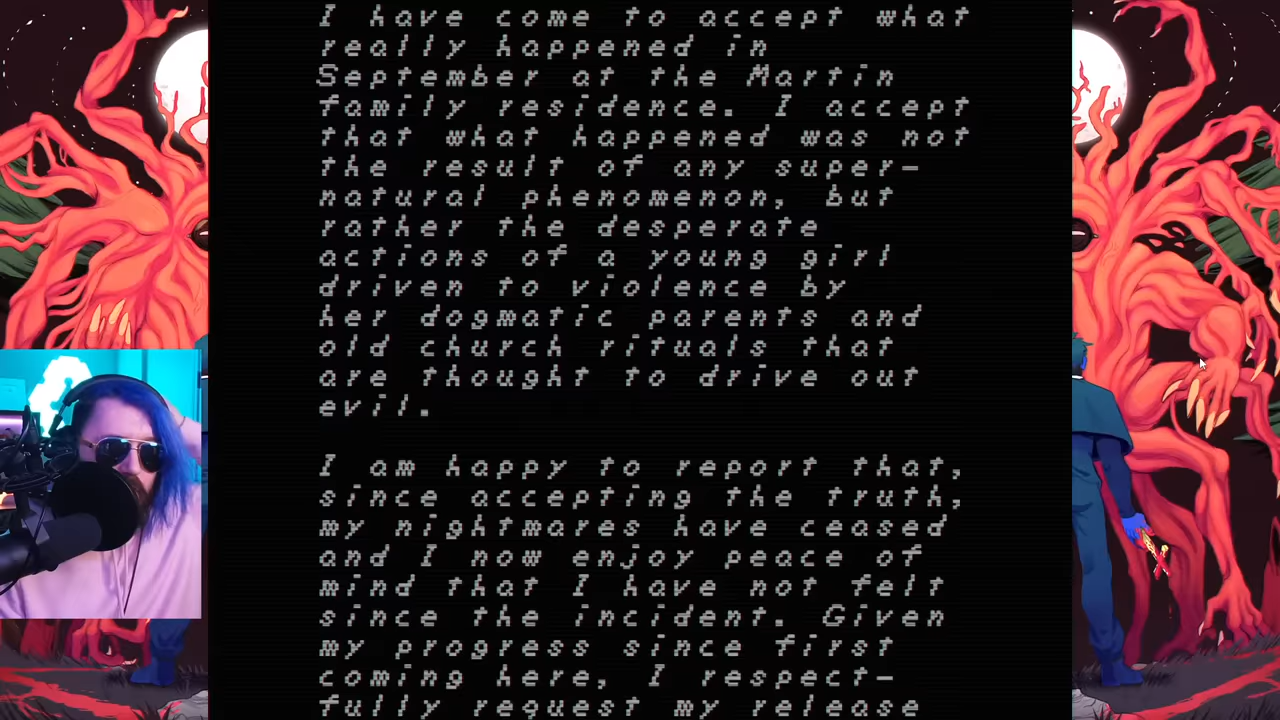 I have come to accept what
really happened in
September at the Martin
family residence. I accept
that what happened was not
the result of any super-
natural phenomenon, but
rather the desperate
actions of a young girl
driven to violence by
her dogmatic parents and
old church rituals that
are thought to drive out
evil.
I am happy to report that,
since accepting the truth,
my nightmares have ceased
and I now enjoy peace of
mind that I have not felt
since the incident. Given
my progress since first
coming here, I respect-
fully request my release